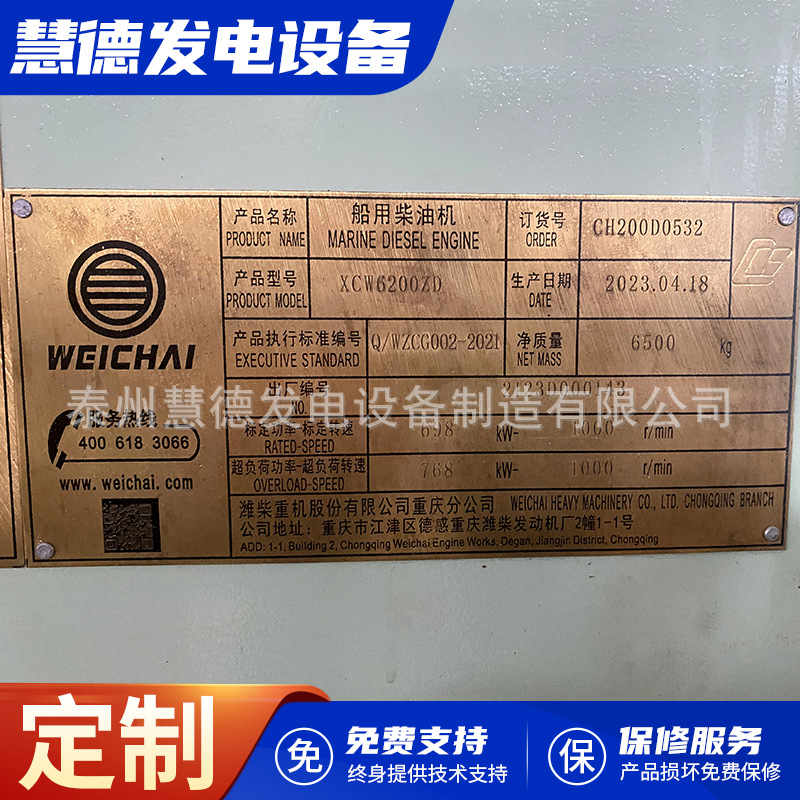 慧德发电设备
产品名称 船用柴油机 订货号 CH200D0532
PRODUCT NAME MARINE DIESEL ENGINE ORDER
产品型号 XCW6200ZD 生产日期 2023.04.18
PRODUCT MODEL DATE
产品执行标准编号 Q/WZCG002-2021 净质量 6500 kg
EXECUTIVE STANDARD NET MASS
WEICHAI
出厂编号
NO.
泰州慧德发电设备制造有限公司
服务热线
400 618 3066
www.weichai.com
标定功率-标定转速 698 kW- 1000 r/min
RATED-SPEED
超负荷功率-超负荷转速 768 kW- 1000 r/min
OVERLOAD-SPEED
潍柴重机股份有限公司重庆分公司 WEICHAI HEAVY MACHINERY CO., LTD. CHONGQING BRANCH
公司地址：重庆市江津区德感重庆潍柴发动机厂2幢1-1号
ADD: 1-1, Building 2, Chongqing Weichai Engine Works, Degan, Jiangjin District, Chongqing
定制
免 免费支持
终身提供技术支持
保 保修服务
产品损坏免费保修